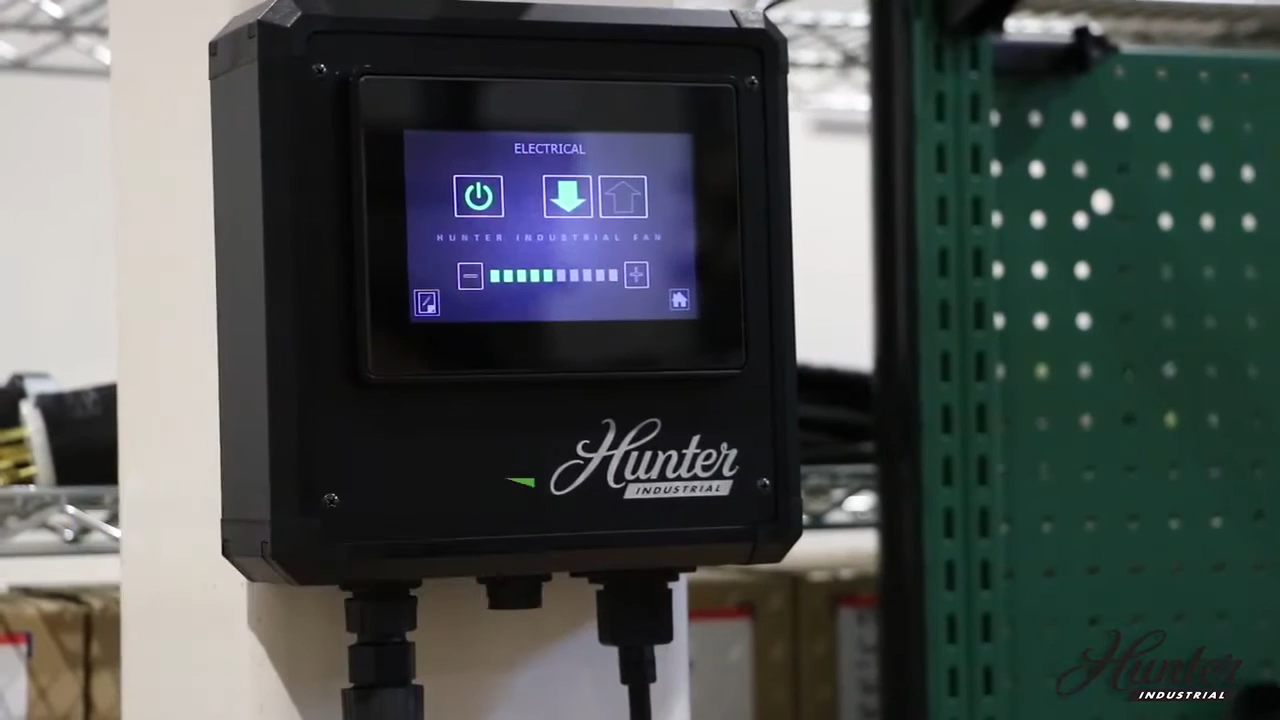 ELECTRICAL
HUNTER INDUSTRIAL FAN
Hunter
INDUSTRIAL
Hunter
INDUSTRIAL